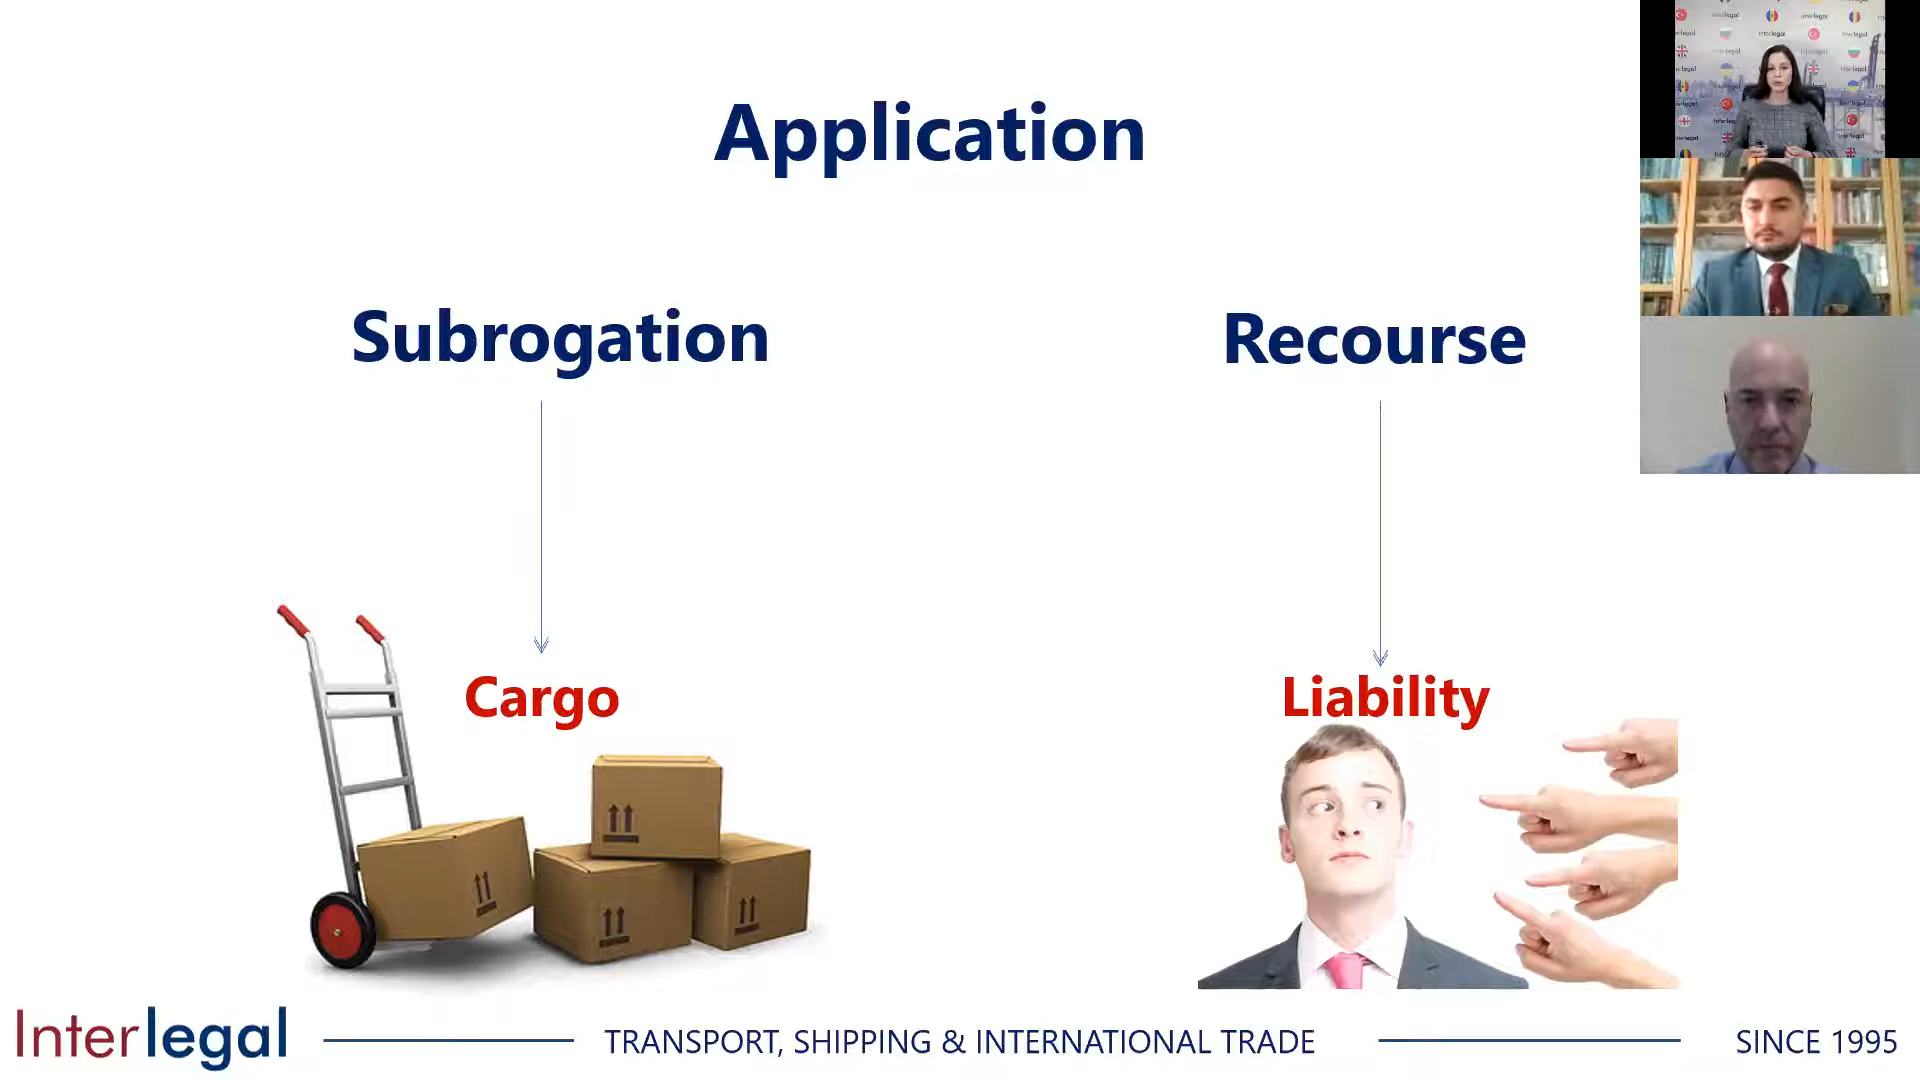 Application
Subrogation
Recourse
Cargo
Liability
Interlegal
TRANSPORT, SHIPPING & INTERNATIONAL TRADE
SINCE 1995